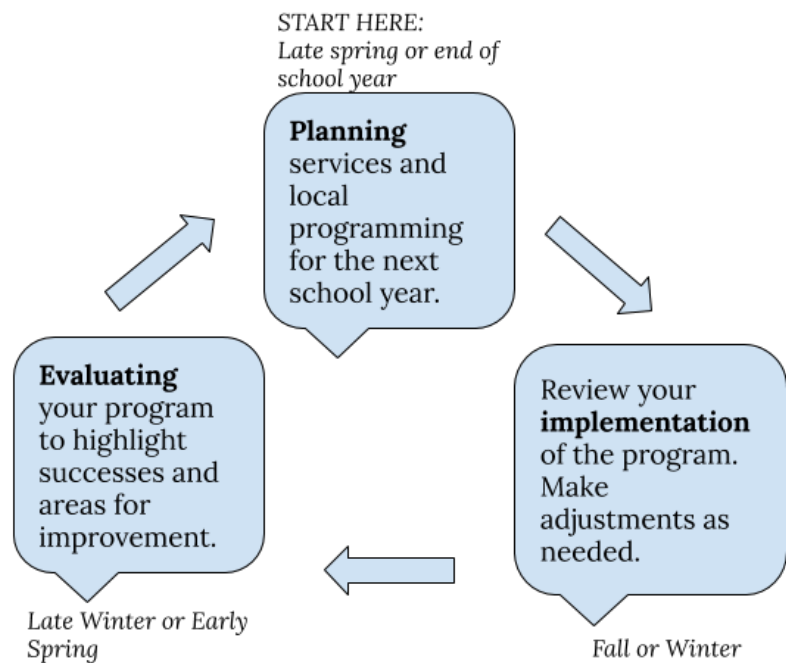 START HERE:
Late spring or end of
school year
Planning
services and
local
programming
for the next
school year.
Evaluating
your program
to highlight
successes and
areas for
improvement.
Late Winter or Early
Spring
Review your
implementation
of the program.
Make
adjustments as
needed.
Fall or Winter